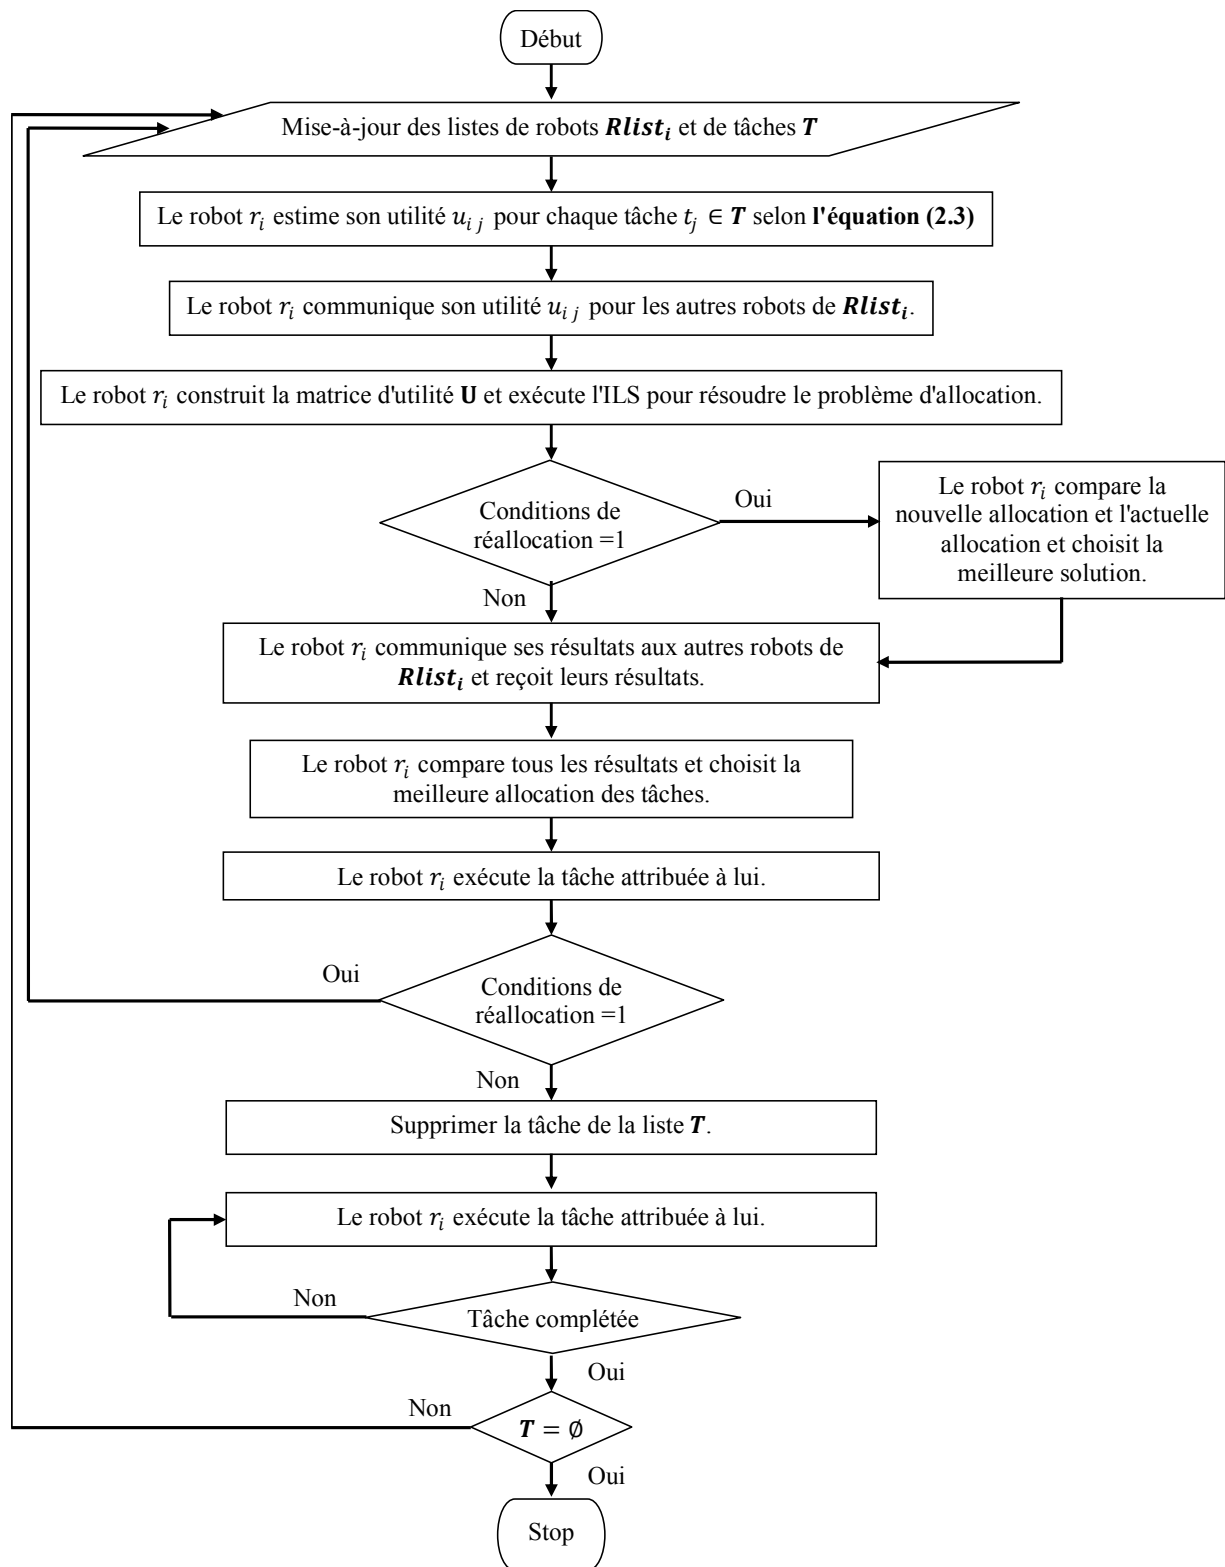 Début
Mise-à-jour des listes de robots Rlist_i et de tâches T
Le robot r_i estime son utilité u_{i j} pour chaque tâche t_j ∈ T selon l'équation (2.3)
Le robot r_i communique son utilité u_{i j} pour les autres robots de Rlist_i.
Le robot r_i construit la matrice d'utilité U et exécute l'ILS pour résoudre le problème d'allocation.
Conditions de
réallocation =1
Oui
Le robot r_i compare la
nouvelle allocation et l'actuelle
allocation et choisit la
meilleure solution.
Non
Le robot r_i communique ses résultats aux autres robots de
Rlist_i et reçoit leurs résultats.
Le robot r_i compare tous les résultats et choisit la
meilleure allocation des tâches.
Le robot r_i exécute la tâche attribuée à lui.
Oui
Conditions de
réallocation =1
Non
Supprimer la tâche de la liste T.
Le robot r_i exécute la tâche attribuée à lui.
Non
Tâche complétée
Oui
Non
T = ∅
Oui
Stop